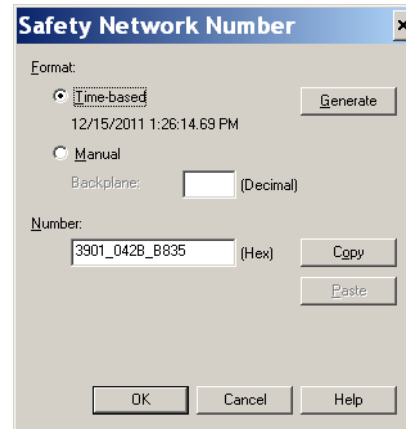 Safety Network Number
Format:
Time-based
Generate
12/15/2011 1:26:14.69 PM
Manual
Backplane:
(Decimal)
Number:
3901_042B_B835
(Hex)
Copy
Paste
OK
Cancel
Help